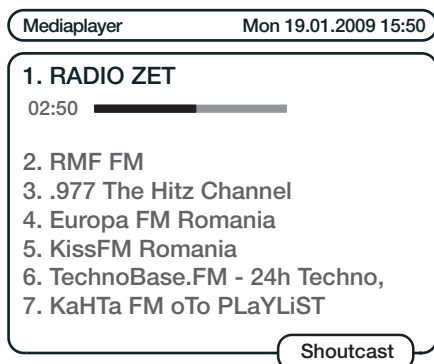 Mediaplayer Mon 19.01.2009 15:50
1. RADIO ZET
02:50
2. RMF FM
3. .977 The Hitz Channel
4. Europa FM Romania
5. KissFM Romania
6. TechnoBase.FM - 24h Techno,
7. KaHTa FM oTo PLaYLiST
Shoutcast